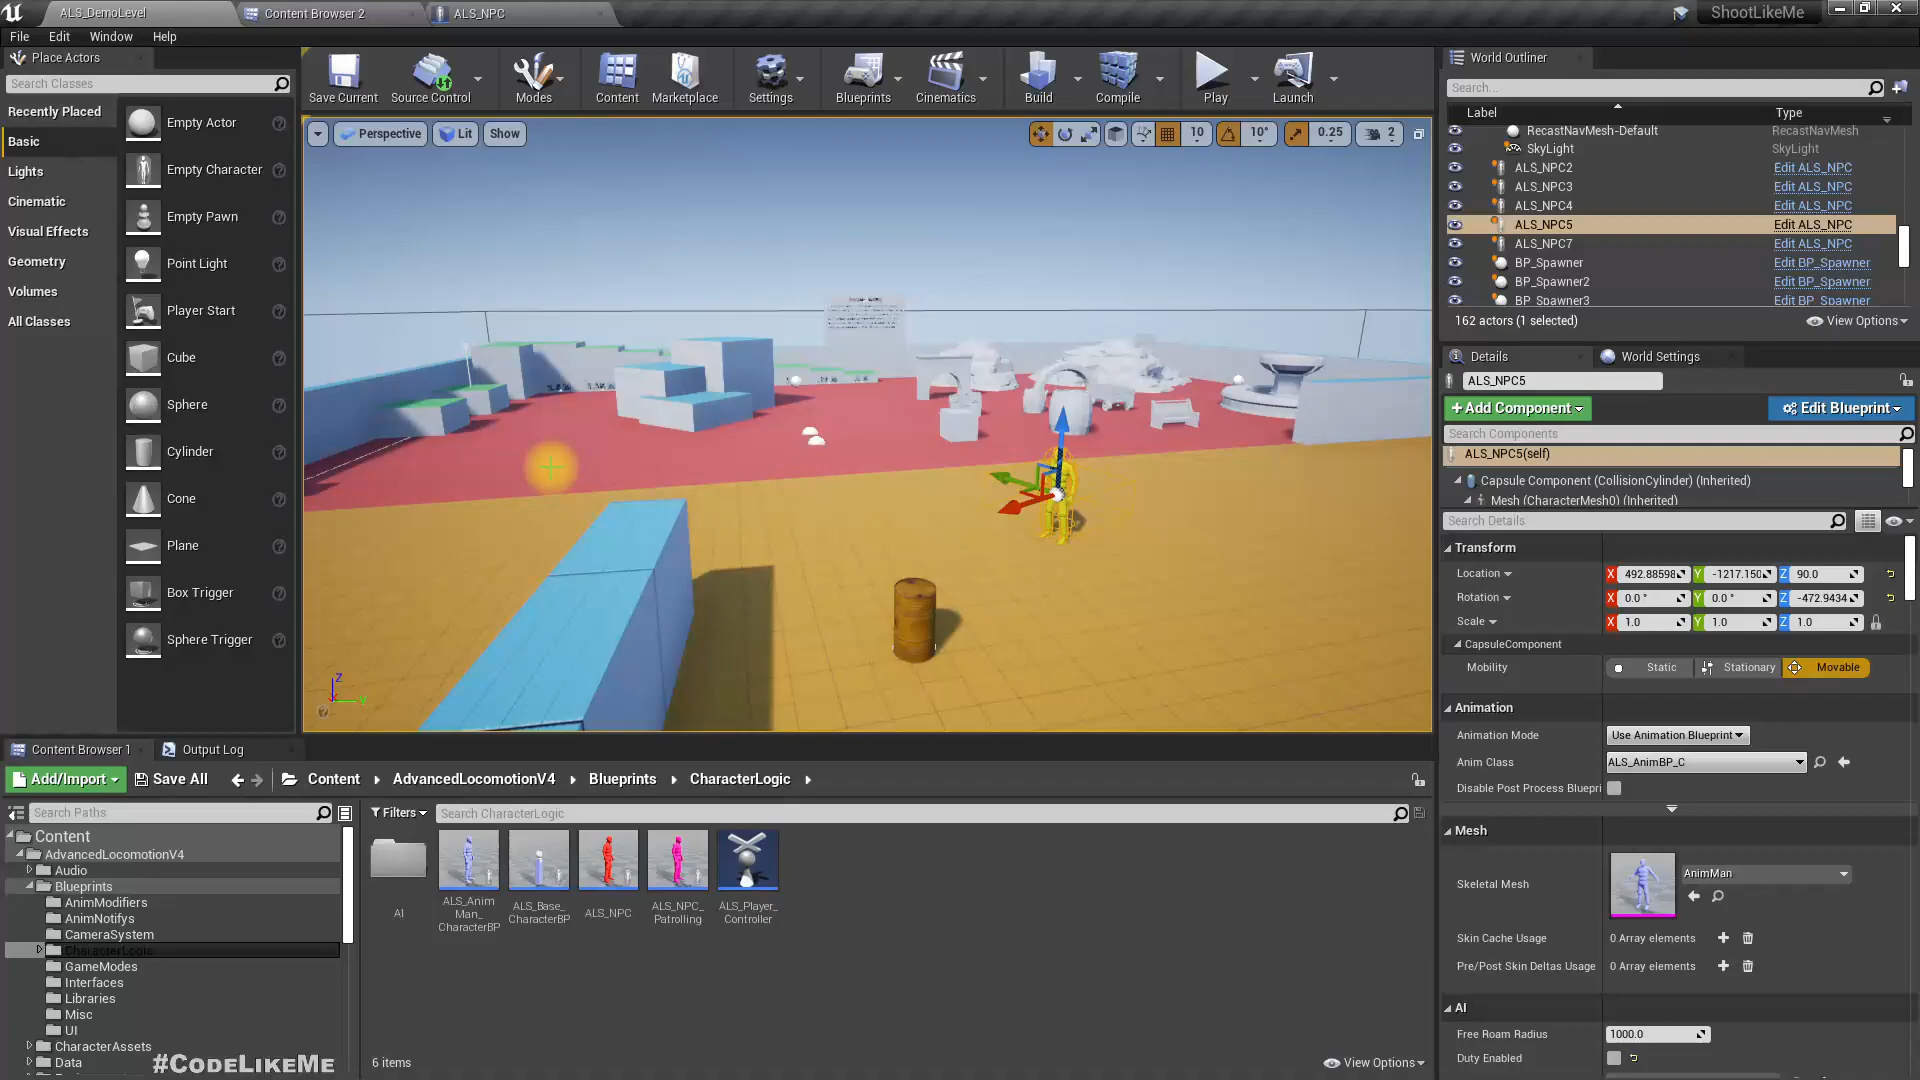 ALS_DemoLevel
Content Browser 2
ALS_NPC
ShootLikeMe
File Edit Window Help
Place Actors
Search Classes
Recently Placed
Basic
Lights
Cinematic
Visual Effects
Geometry
Volumes
All Classes
Empty Actor
Empty Character
Empty Pawn
Point Light
Player Start
Cube
Sphere
Cylinder
Cone
Plane
Box Trigger
Sphere Trigger
Save Current
Source Control
Modes
Content
Marketplace
Settings
Blueprints
Cinematics
Build
Compile
Play
Launch
Perspective
Lit
Show
10
10°
0.25
2
Z
Y
World Outliner
Search...
Label
Type
RecastNavMesh-Default RecastNavMesh
SkyLight SkyLight
ALS_NPC2 Edit ALS_NPC
ALS_NPC3 Edit ALS_NPC
ALS_NPC4 Edit ALS_NPC
ALS_NPC5 Edit ALS_NPC
ALS_NPC7 Edit ALS_NPC
BP_Spawner Edit BP_Spawner
BP_Spawner2 Edit BP_Spawner
BP_Spawner3 Edit BP_Spawner
162 actors (1 selected)
View Options
Details
World Settings
ALS_NPC5
+Add Component
Edit Blueprint
Search Components
ALS_NPC5(self)
Capsule Component (CollisionCylinder) (Inherited)
Mesh (CharacterMesh0) (Inherited)
Search Details
Transform
Location X 492.88598 Y -1217.150 Z 90.0
Rotation X 0.0 ° Y 0.0 ° Z -472.9434
Scale X 1.0 Y 1.0 Z 1.0
CapsuleComponent
Mobility Static Stationary Movable
Animation
Animation Mode Use Animation Blueprint
Anim Class ALS_AnimBP_C
Disable Post Process Bluepri
Mesh
Skeletal Mesh AnimMan
Skin Cache Usage 0 Array elements
Pre/Post Skin Deltas Usage 0 Array elements
AI
Free Roam Radius 1000.0
Duty Enabled
Content Browser 1
Output Log
Add/Import
Save All
Content AdvancedLocomotionV4 Blueprints CharacterLogic
Search Paths
Filters
Search CharacterLogic
Content
AdvancedLocomotionV4
Audio
Blueprints
AnimModifiers
AnimNotifys
CameraSystem
CharacterLogic
GameModes
Interfaces
Libraries
Misc
UI
CharacterAssets
Data
AI
ALS_Anim
Man_
CharacterBP
ALS_Base_
CharacterBP
ALS_NPC
ALS_NPC_
Patrolling
ALS_Player_
Controller
6 items
View Options
#CODELIKEME